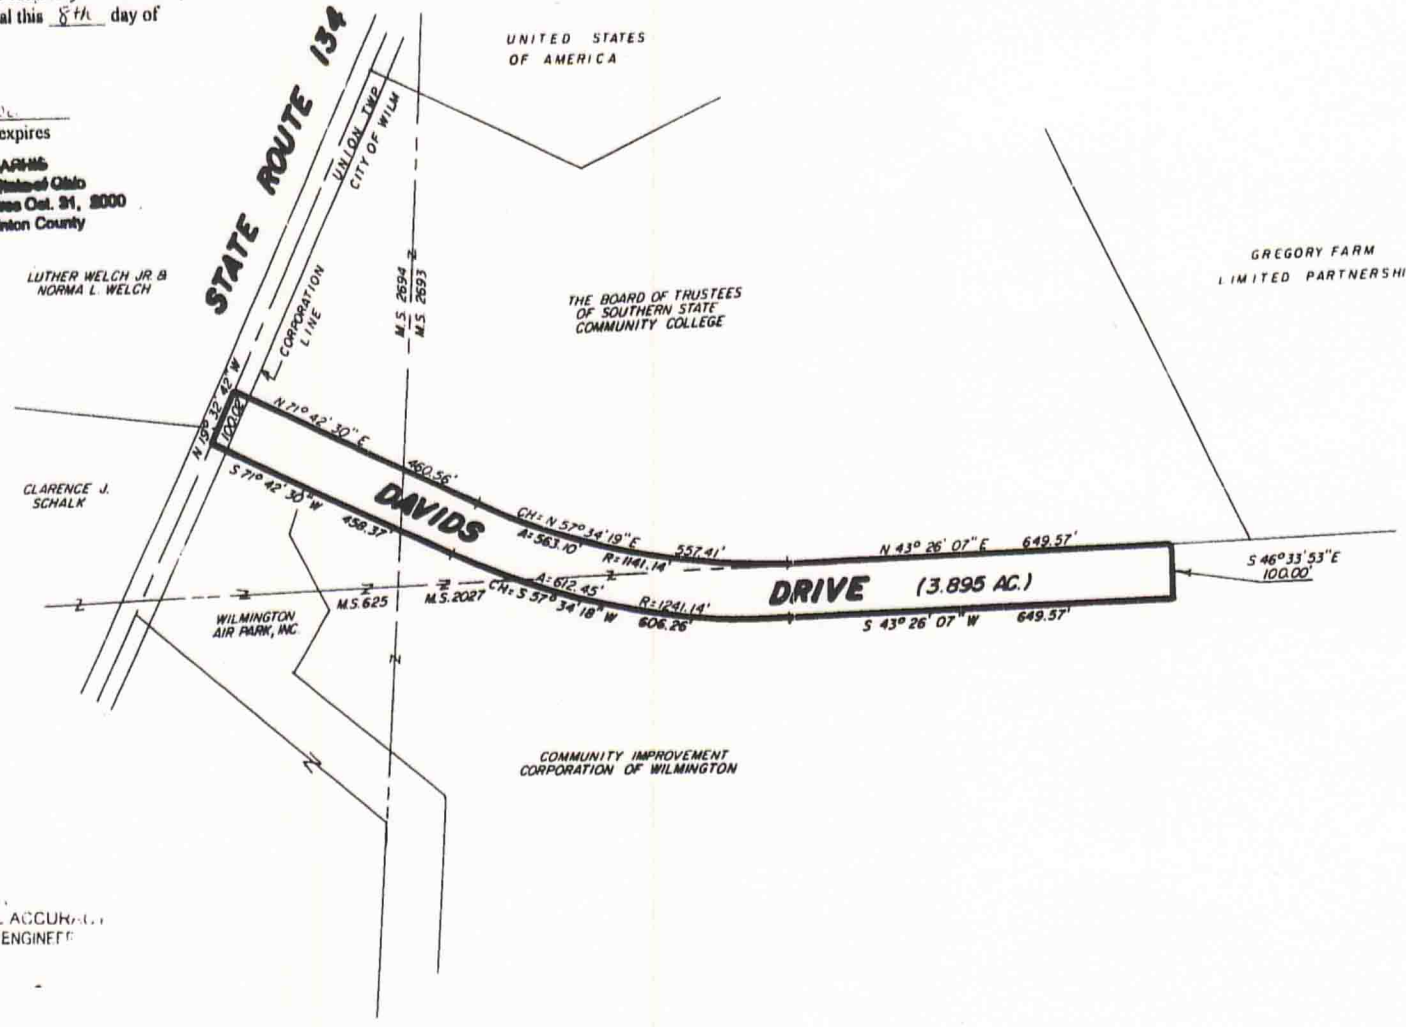 al this 8th day of
expires
State of Ohio
Oct. 31, 2000
nton County
STATE ROUTE 134
UNION TWP.
CITY OF WILM
CORPORATION
LINE
UNITED STATES
OF AMERICA
LUTHER WELCH JR. &
NORMA L. WELCH
M.S. 2694
M.S. 2693
THE BOARD OF TRUSTEES
OF SOUTHERN STATE
COMMUNITY COLLEGE
GREGORY FARM
LIMITED PARTNERSHI
N 19° 32' 42" W
100.02'
N 71° 42' 30" E
460.56'
CLARENCE J.
SCHALK
S 71° 42' 30" W
458.37'
DAVIDS
CH= N 57° 34' 19" E
A= 563.10'
R= 1141.14'
557.41'
N 43° 26' 07" E 649.57'
S 46° 33' 53" E
100.00'
DRIVE (3.895 AC.)
A= 612.45'
CH= S 57° 34' 18" W
R= 1241.14'
606.26'
S 43° 26' 07" W 649.57'
M.S. 625
M.S. 2027
WILMINGTON
AIR PARK, INC.
COMMUNITY IMPROVEMENT
CORPORATION OF WILMINGTON
ACCURA
ENGINEE